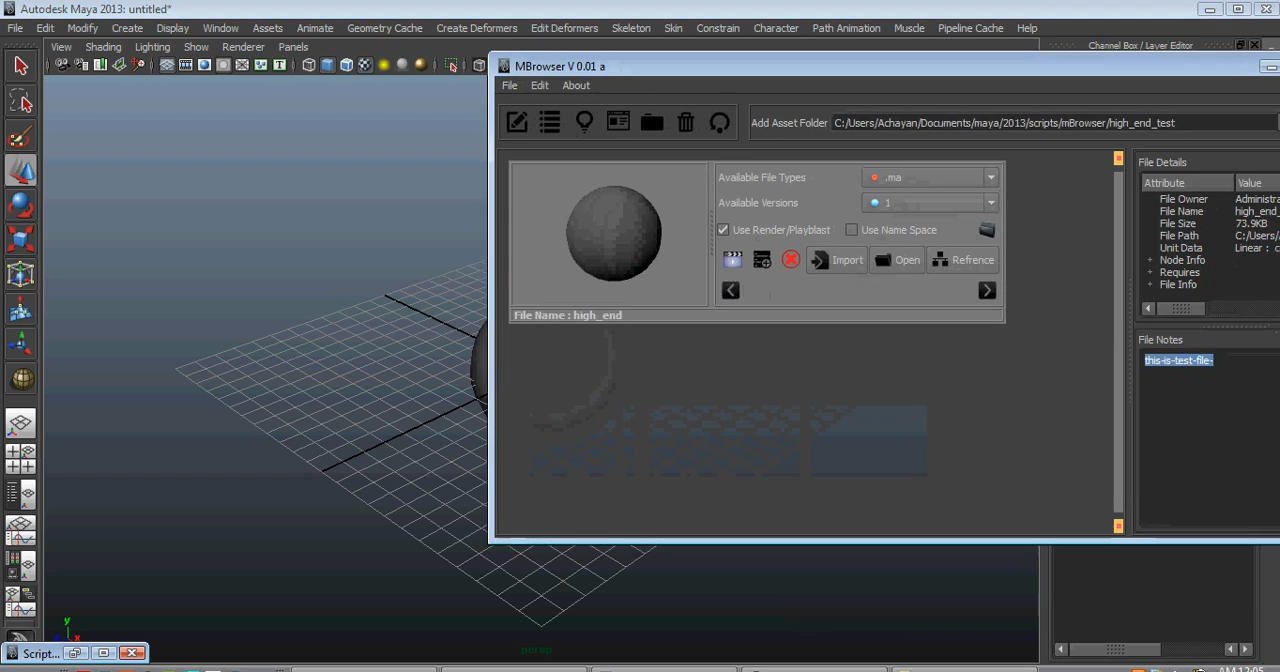 Autodesk Maya 2013: untitled*
File Edit Modify Create Display Window Assets Animate Geometry Cache Create Deformers Edit Deformers Skeleton Skin Constrain Character Path Animation Muscle Pipeline Cache Help
View Shading Lighting Show Renderer Panels
Channel Box / Layer Editor
MBrowser V 0.01 a
File Edit About
Add Asset Folder C:/Users/Achayan/Documents/maya/2013/scripts/mBrowser/high_end_test
Available File Types .ma
Available Versions 1
Use Render/Playblast Use Name Space
Import Open Refrence
File Name : high_end
File Details
Attribute Value
File Owner Administra
File Name high_end_
File Size 73.9KB
File Path C:/Users/
Unit Data Linear : c
+ Node Info
+ Requires
+ File Info
File Notes
this-is-test-file-
y
x
persp
Script...
AM 12:05